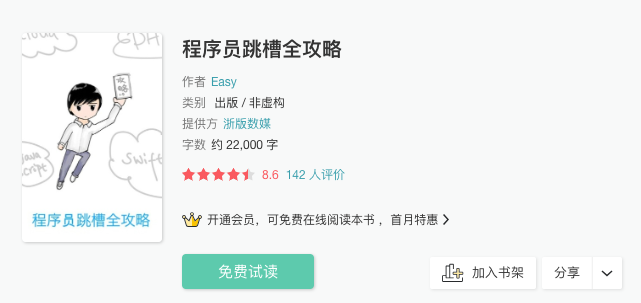 程序员跳槽全攻略
作者 Easy
类别 出版 / 非虚构
提供方 浙版数媒
字数 约 22,000 字
8.6 142 人评价
开通会员，可免费在线阅读本书 ，首月特惠
免费试读
加入书架
分享
攻略
Java
Script
Swift
程序员跳槽全攻略